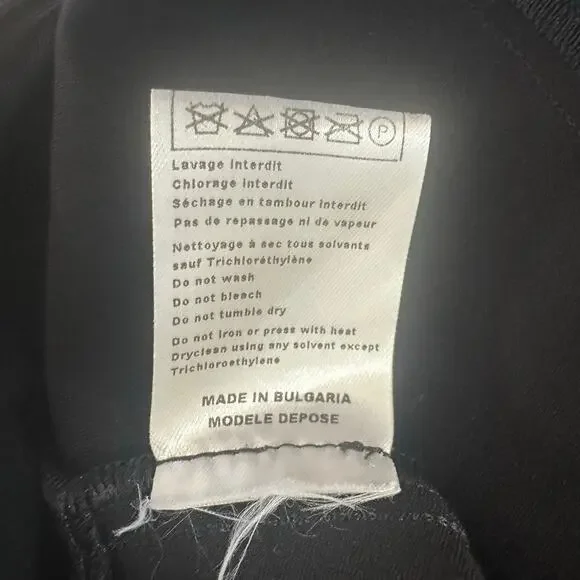 P
Lavage interdit
Chlorage interdit
Séchage en tambour interdit
Pas de repassage ni de vapeur
Nettoyage à sec tous solvants
sauf Trichloréthylène
Do not wash
Do not bleach
Do not tumble dry
Do not iron or press with heat
Dryclean using any solvent except
Trichloroethylene
MADE IN BULGARIA
MODELE DEPOSE